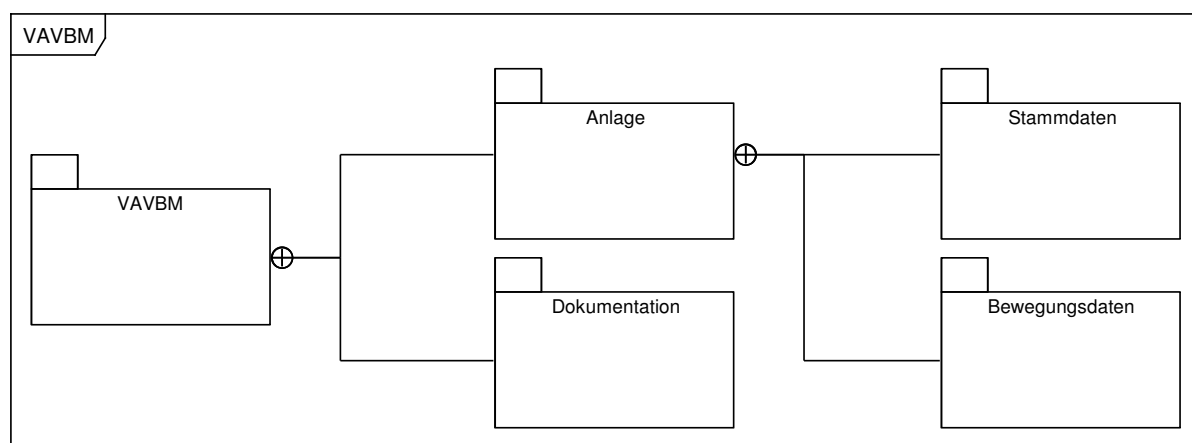 VAVBM
Anlage
Stammdaten
VAVBM
Dokumentation
Bewegungsdaten